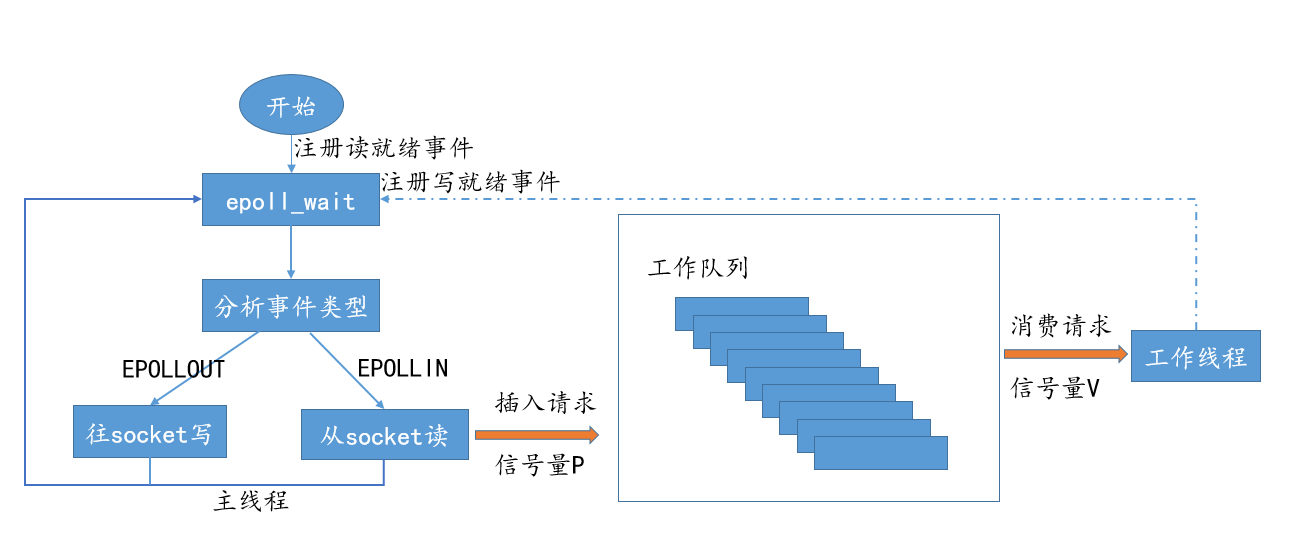 开始
注册读就绪事件
注册写就绪事件
epoll_wait
分析事件类型
EPOLLOUT
EPOLLIN
往socket写
从socket读
主线程
插入请求
信号量P
工作队列
消费请求
信号量V
工作线程